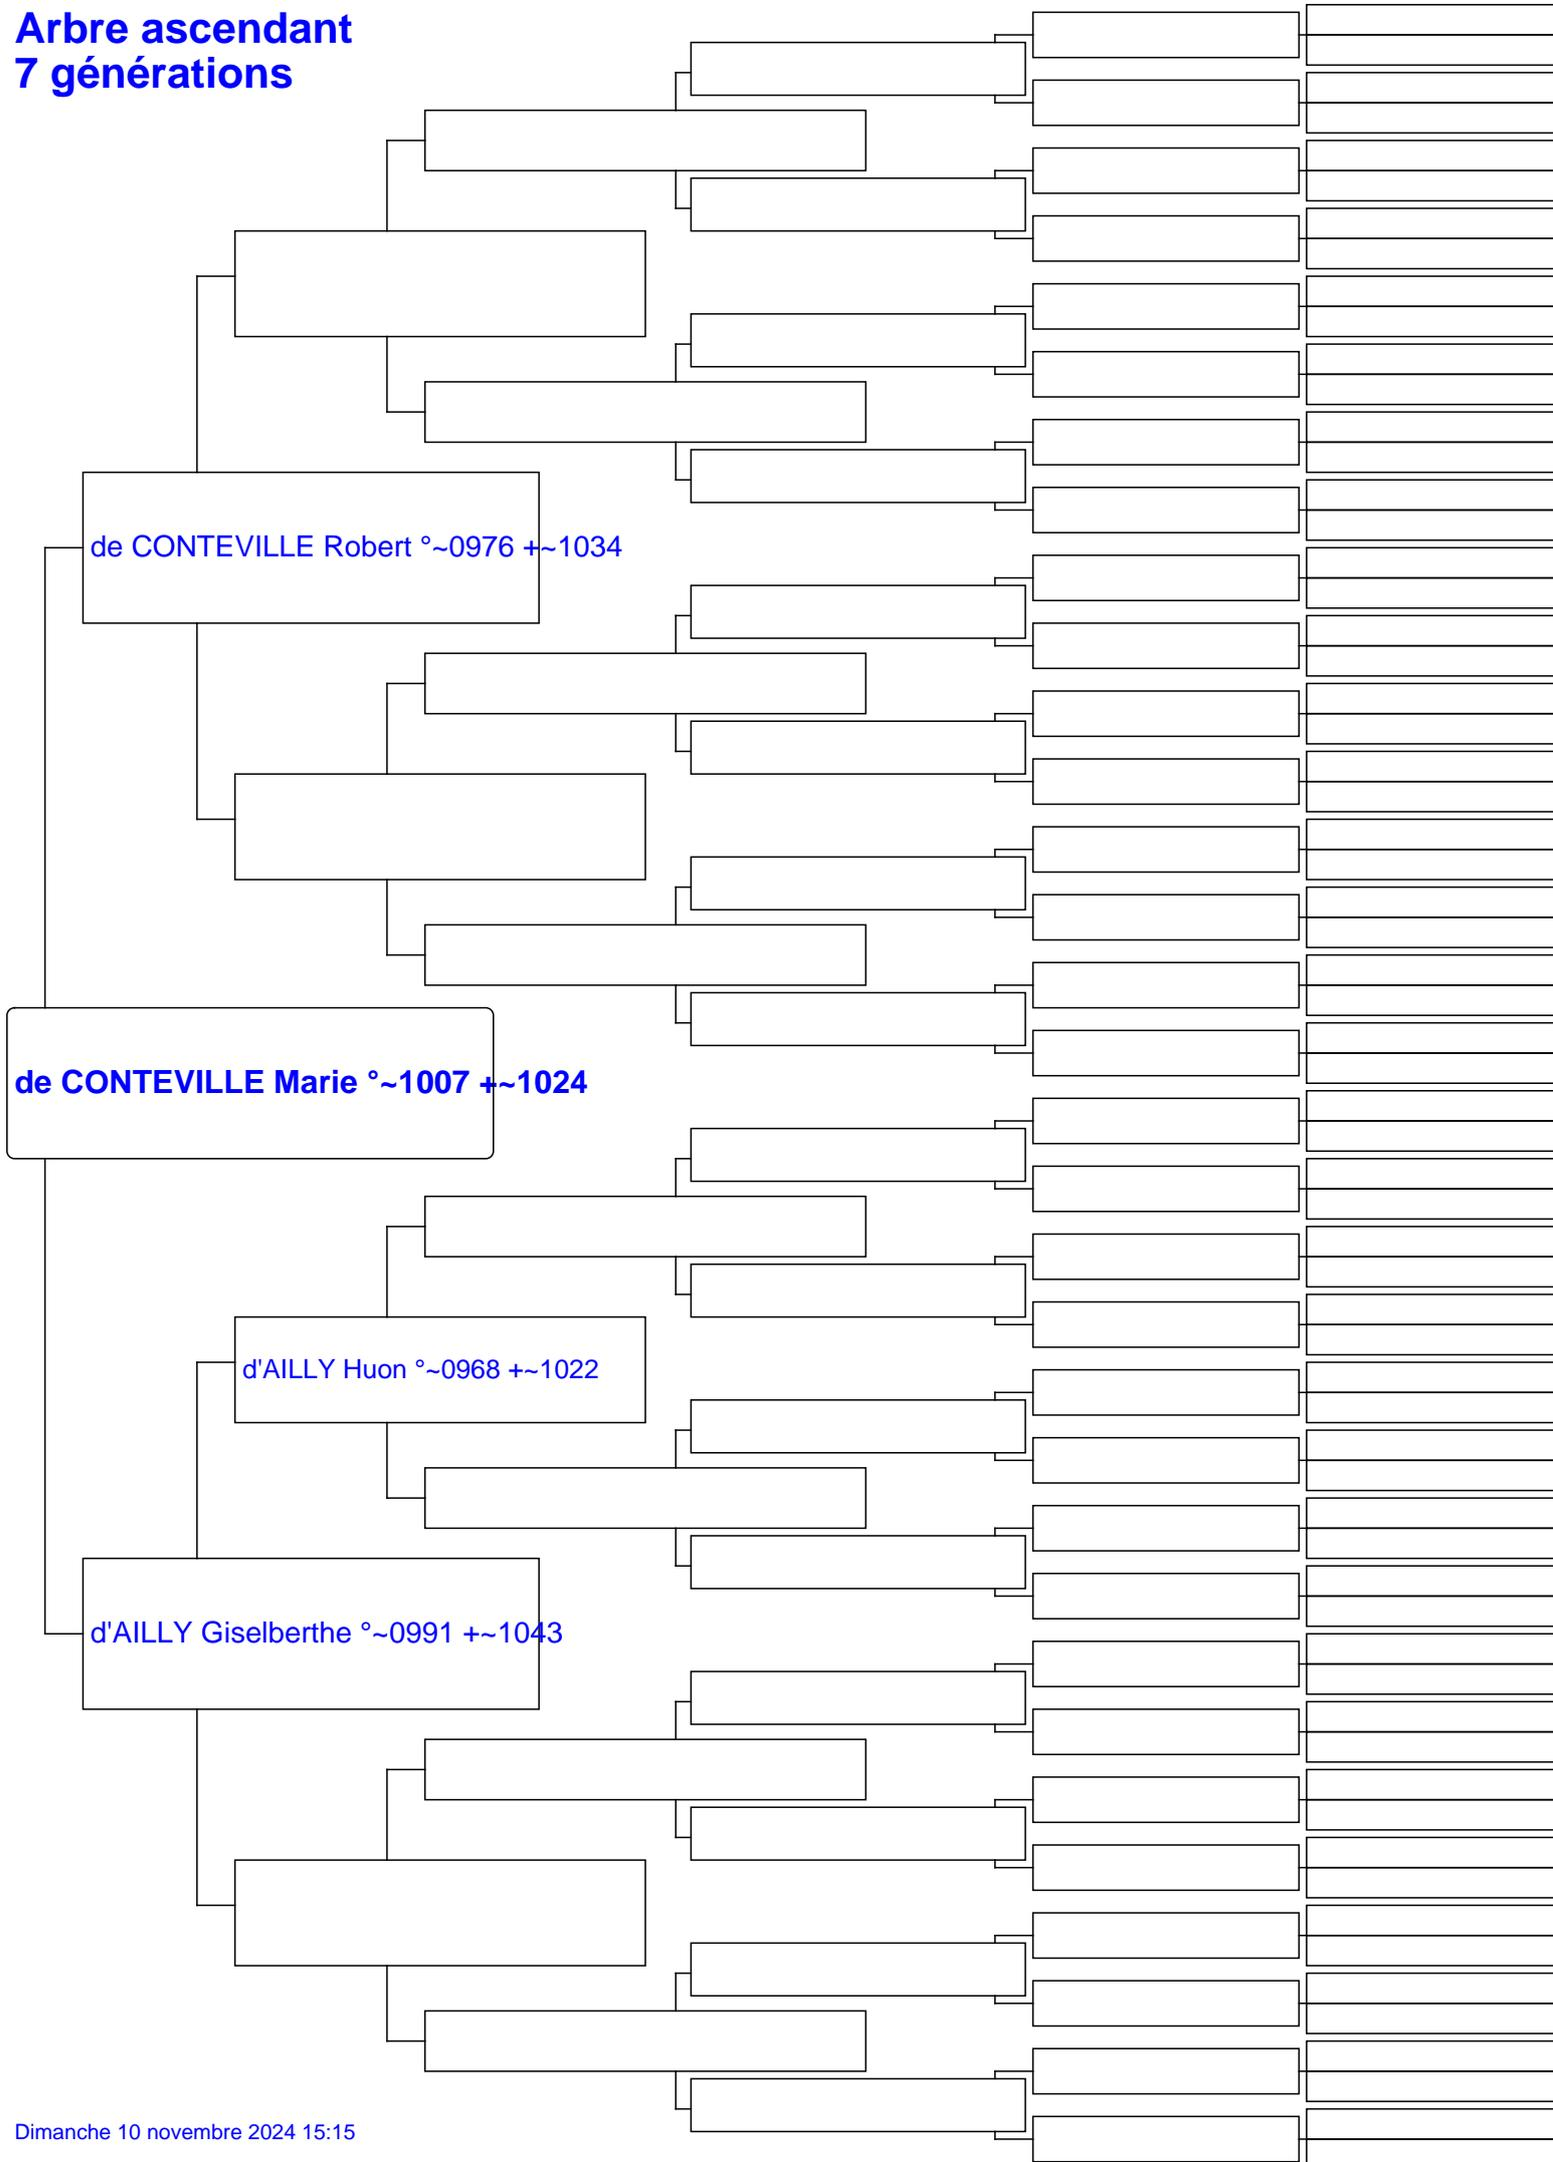 Arbre ascendant
7 générations
de CONTEVILLE Robert °~0976 +~1034
de CONTEVILLE Marie °~1007 +~1024
d'AILLY Huon °~0968 +~1022
d'AILLY Giselberthe °~0991 +~1043
Dimanche 10 novembre 2024 15:15